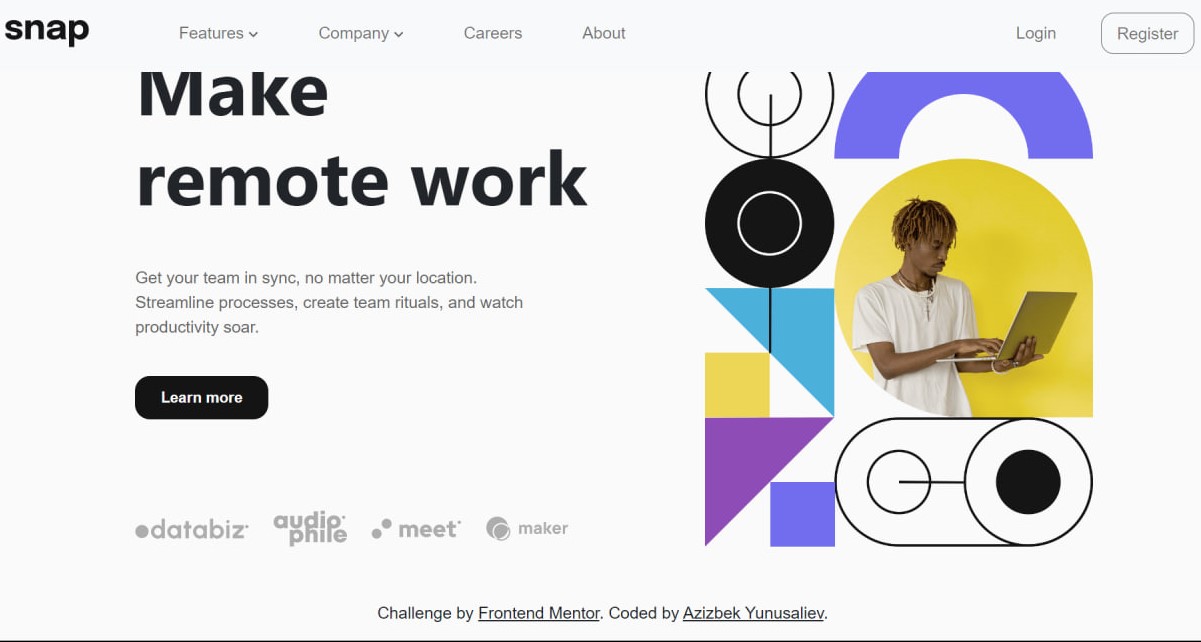 snap Features Company Careers About Login Register
Make
remote work
Get your team in sync, no matter your location.
Streamline processes, create team rituals, and watch
productivity soar.
Learn more
databiz audiophile meet maker
Challenge by Frontend Mentor. Coded by Azizbek Yunusaliev.